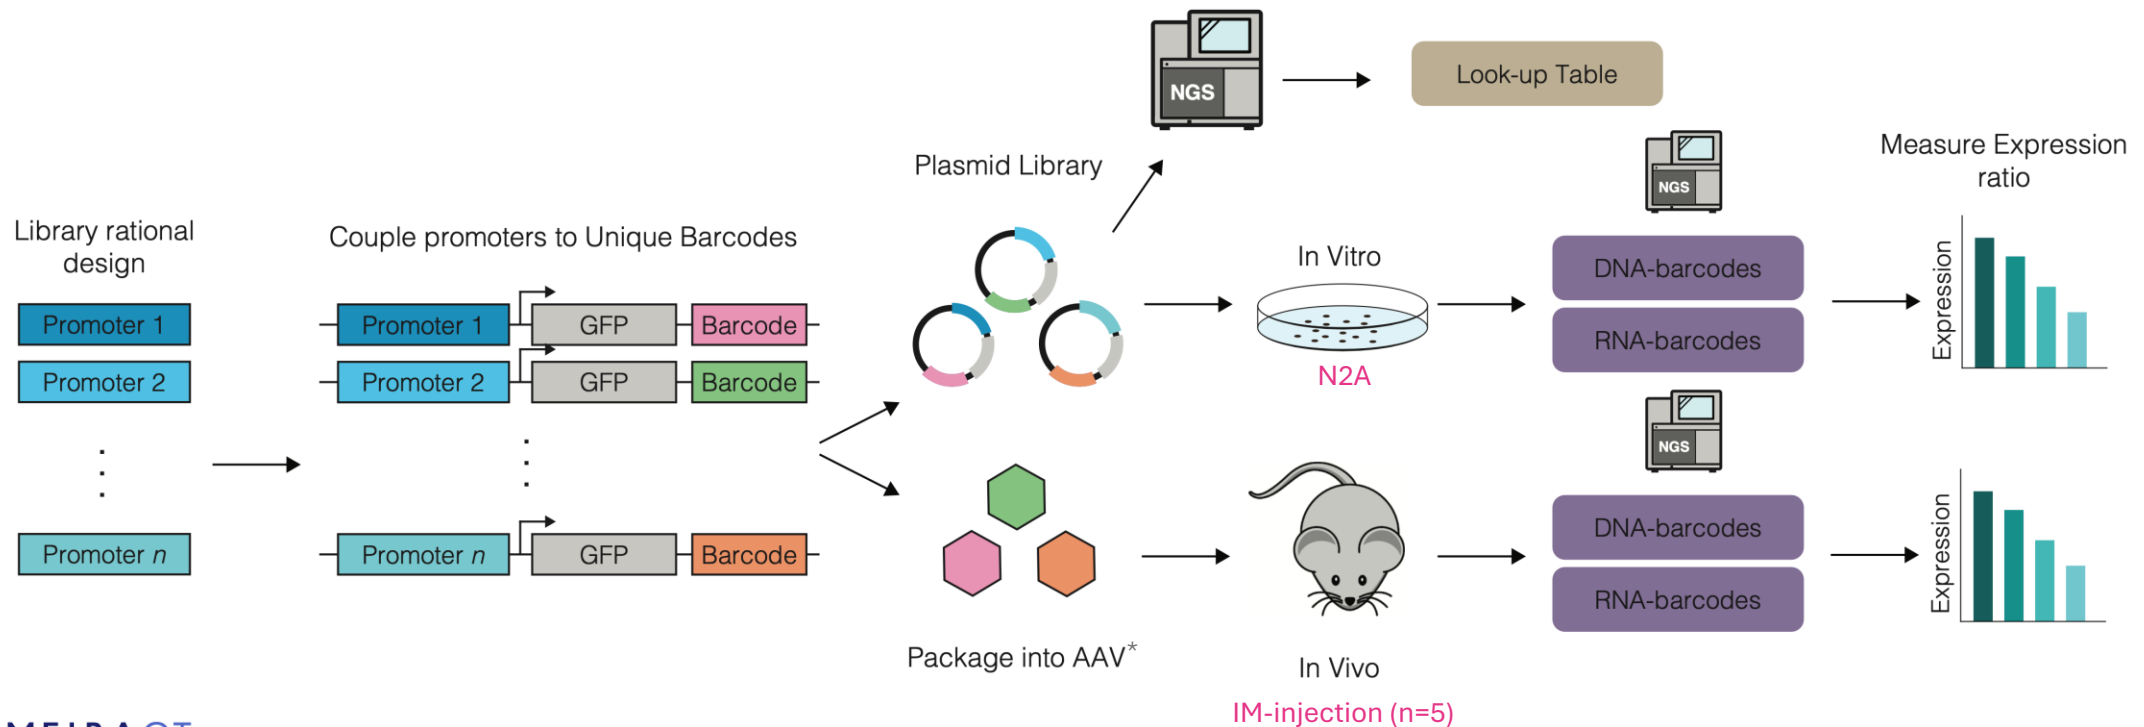 Library rational
design
Promoter 1
Promoter 2
Promoter n
Couple promoters to Unique Barcodes
Promoter 1
GFP
Barcode
Promoter 2
GFP
Barcode
Promoter n
GFP
Barcode
Plasmid Library
NGS
Look-up Table
In Vitro
N2A
NGS
DNA-barcodes
RNA-barcodes
Measure Expression
ratio
Expression
Package into AAV*
In Vivo
IM-injection (n=5)
NGS
DNA-barcodes
RNA-barcodes
Expression